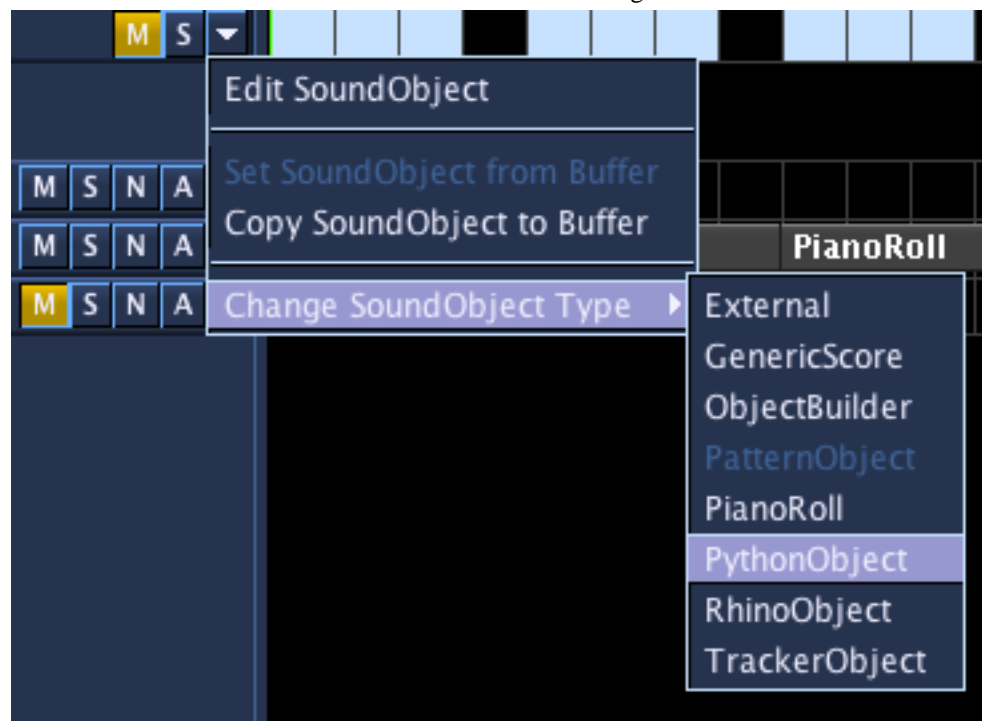 M S
Edit SoundObject
Set SoundObject from Buffer
M S N A
Copy SoundObject to Buffer
M S N A
PianoRoll
M S N A
Change SoundObject Type
External
GenericScore
ObjectBuilder
PatternObject
PianoRoll
PythonObject
RhinoObject
TrackerObject